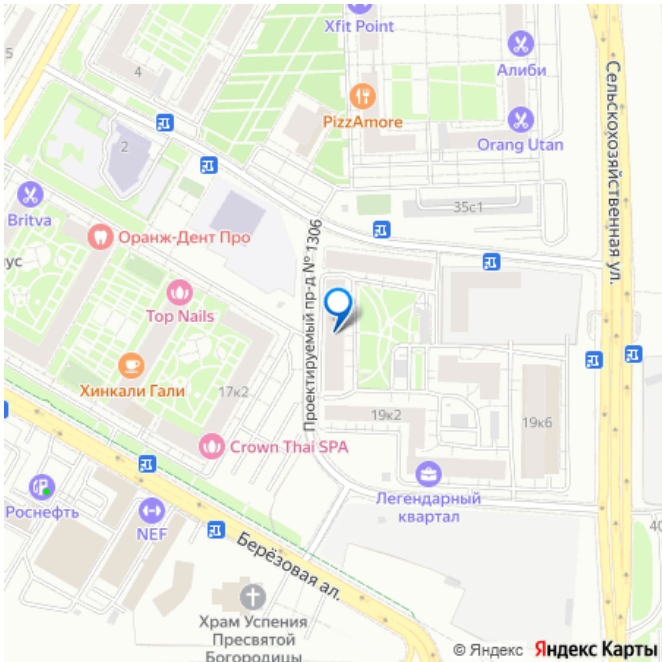 Xfit Point
4
Алиби
PizzAmore
2
Orang Utan
Сельскохозяйственная ул.
Britva
Оранж-Дент Про
35с1
ус
Проектируемый пр-д № 1306
Top Nails
Хинкали Гали
17к2
19к2
19к6
Crown Thai SPA
Легендарный
квартал
Роснефть
NEF
40
Берёзовая ал.
Храм Успения
Пресвятой
Богородицы
© Яндекс Яндекс Карты